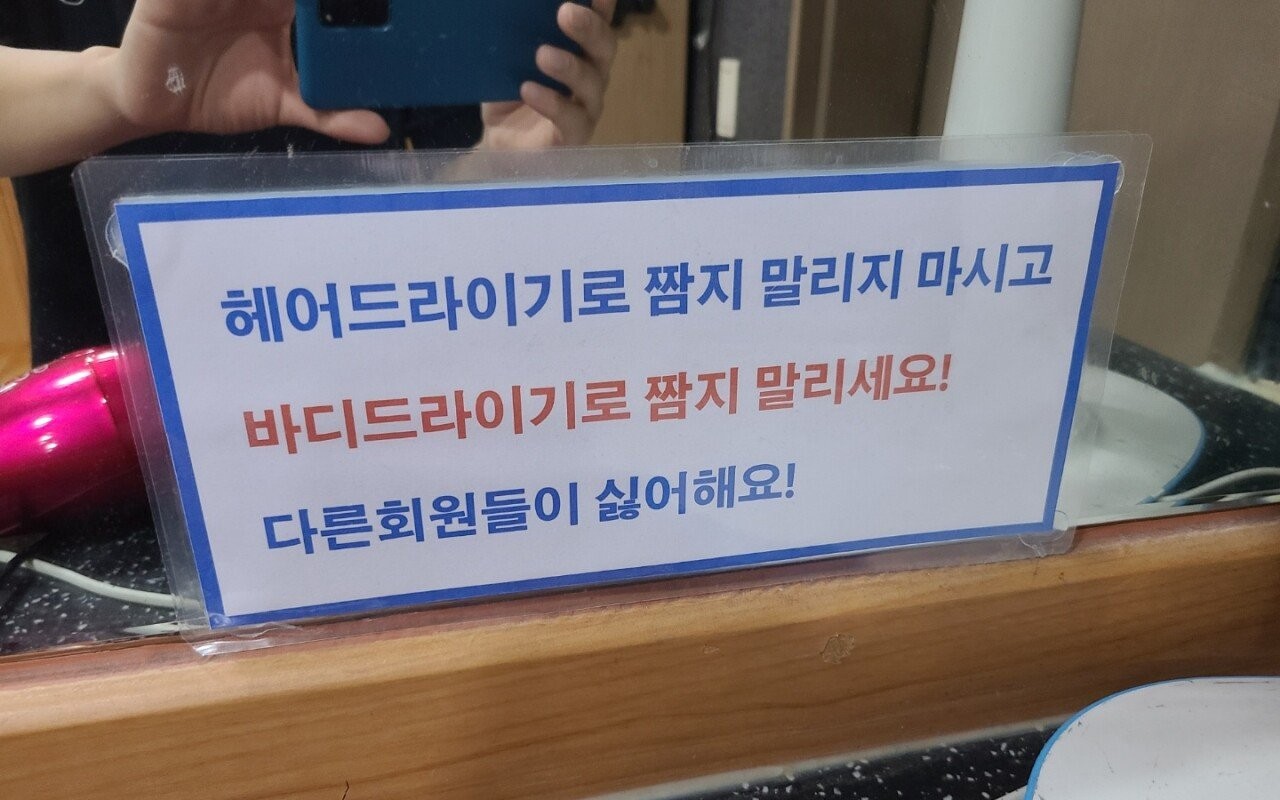 헤어드라이기로 짬지 말리지 마시고
바디드라이기로 짬지 말리세요!
다른회원들이 싫어해요!